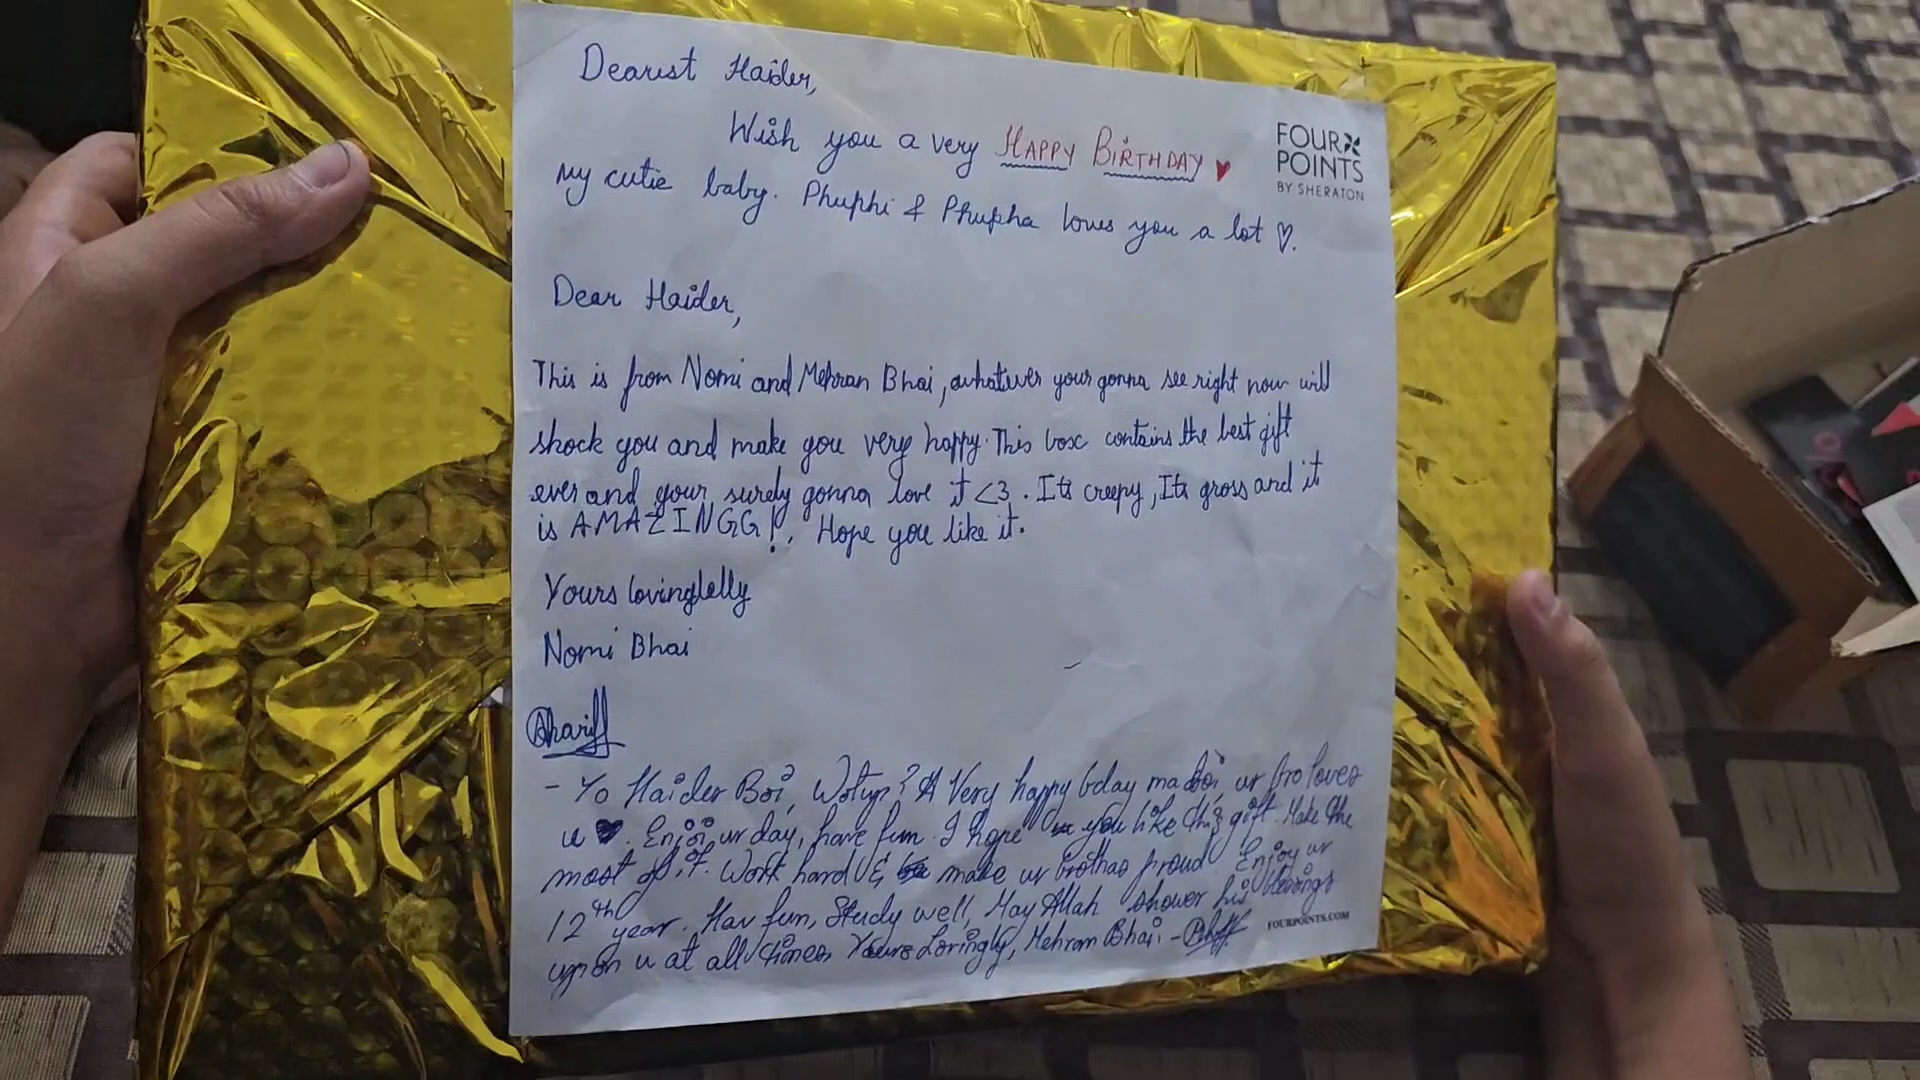 Dearest Haider,
Wish you a very HAPPY BIRTHDAY ♥
my cutie baby. Phuphi & Phupha loves you a lot ♡.
FOUR
POINTS
BY SHERATON
Dear Haider,
This is from Nomi and Mehran Bhai, whatever your gonna see right now will
shock you and make you very happy. This box contains the best gift
ever and your surely gonna love it <3. Its creepy, Its gross and it
is AMAZINGG!. Hope you like it.
Yours lovinglelly
Nomi Bhai
Shariff
- Yo Haider Boi, Wotup? A Very happy bday ma boi, ur bro loves
u ♥. Enjoi ur day, have fun. I hope you like this gift. Make the
most of it. Work hard & make ur brothas proud. Enjoy ur
12th year. Hav fun, Study well, May Allah shower his blessings
upon u at all times Yours Lovingly, Mehran Bhai. -
FOURPOINTS.COM